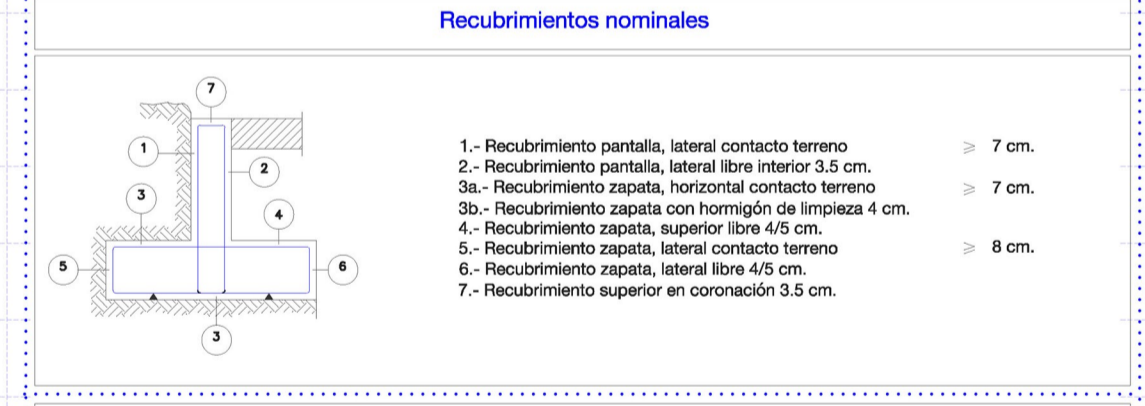 Recubrimientos nominales
7
1
2
3
4
5
6
3
1.- Recubrimiento pantalla, lateral contacto terreno ⩾ 7 cm.
2.- Recubrimiento pantalla, lateral libre interior 3.5 cm.
3a.- Recubrimiento zapata, horizontal contacto terreno ⩾ 7 cm.
3b.- Recubrimiento zapata con hormigón de limpieza 4 cm.
4.- Recubrimiento zapata, superior libre 4/5 cm.
5.- Recubrimiento zapata, lateral contacto terreno ⩾ 8 cm.
6.- Recubrimiento zapata, lateral libre 4/5 cm.
7.- Recubrimiento superior en coronación 3.5 cm.